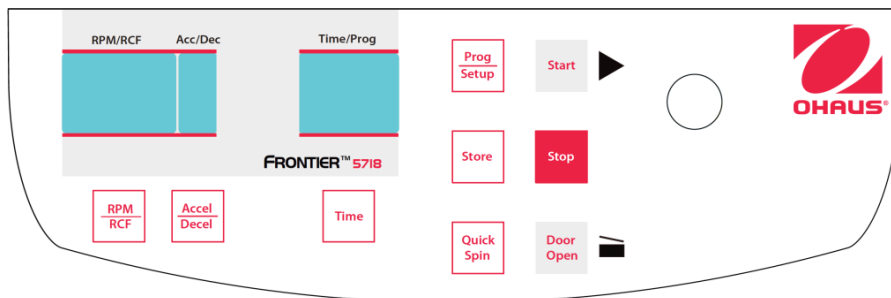 RPM/RCF Acc/Dec Time/Prog
Prog
Setup
Start
OHAUS®
Store
Stop
FRONTIER™ 5718
RPM
RCF
Accel
Decel
Time
Quick
Spin
Door
Open